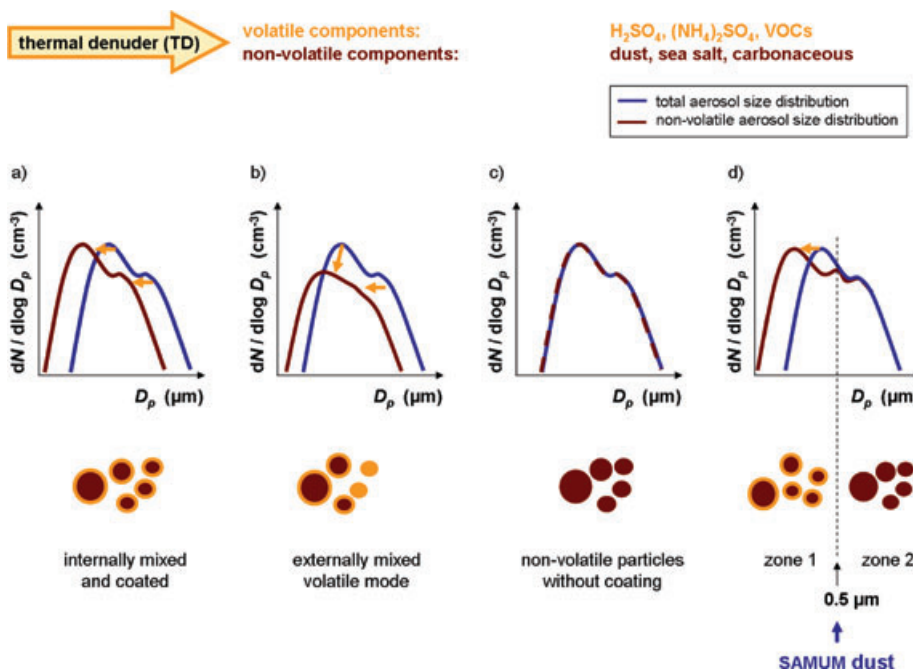 thermal denuder (TD)
volatile components:
H₂SO₄, (NH₄)₂SO₄, VOCs
non-volatile components:
dust, sea salt, carbonaceous
total aerosol size distribution
non-volatile aerosol size distribution
a)
b)
c)
d)
dN / dlog Dₚ (cm⁻³)
dN / dlog Dₚ (cm⁻³)
dN / dlog Dₚ (cm⁻³)
dN / dlog Dₚ (cm⁻³)
Dₚ (µm)
Dₚ (µm)
Dₚ (µm)
Dₚ (µm)
internally mixed
and coated
externally mixed
volatile mode
non-volatile particles
without coating
zone 1
zone 2
0.5 µm
SAMUM dust